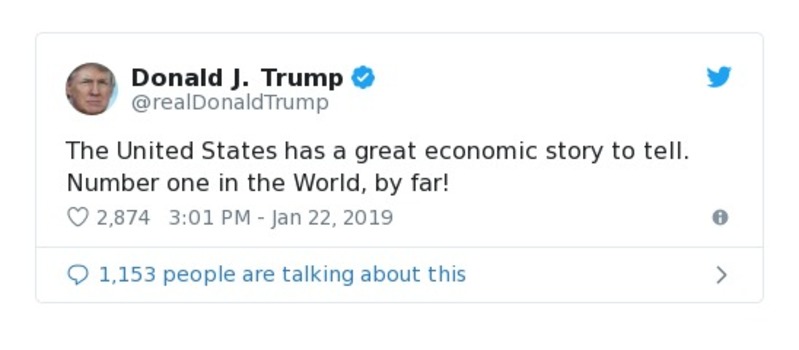 Donald J. Trump
@realDonaldTrump
The United States has a great economic story to tell.
Number one in the World, by far!
2,874 3:01 PM - Jan 22, 2019
1,153 people are talking about this